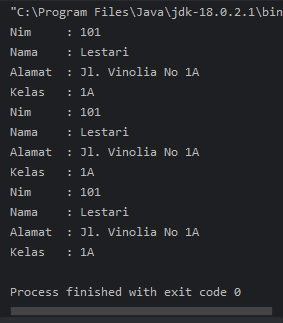 "C:\Program Files\Java\jdk-18.0.2.1\bin
Nim     : 101
Nama    : Lestari
Alamat  : Jl. Vinolia No 1A
Kelas   : 1A
Nim     : 101
Nama    : Lestari
Alamat  : Jl. Vinolia No 1A
Kelas   : 1A
Nim     : 101
Nama    : Lestari
Alamat  : Jl. Vinolia No 1A
Kelas   : 1A
Process finished with exit code 0